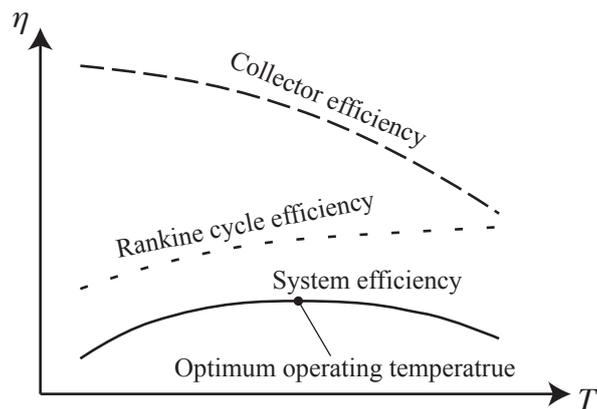 η
Collector efficiency
Rankine cycle efficiency
System efficiency
Optimum operating temperatrue
T